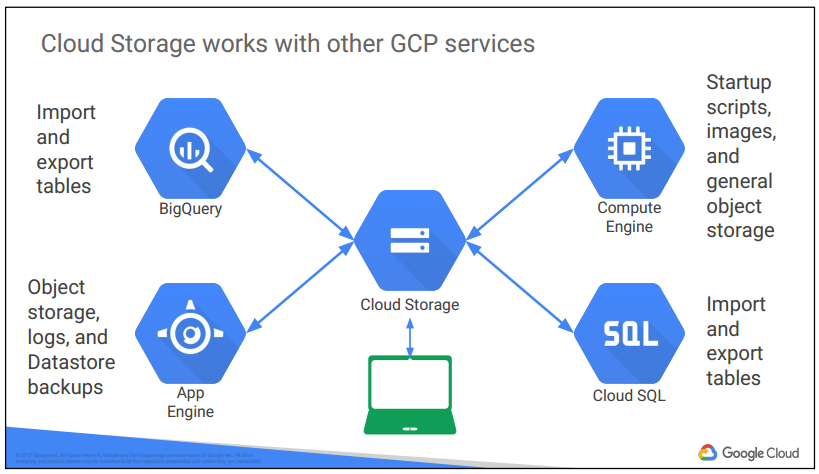 Cloud Storage works with other GCP services
Import
and
export
tables
BigQuery
Startup
scripts,
images,
and
general
object
storage
Compute
Engine
Cloud Storage
Object
storage,
logs, and
Datastore
backups
App
Engine
SQL
Cloud SQL
Import
and
export
tables
Google Cloud